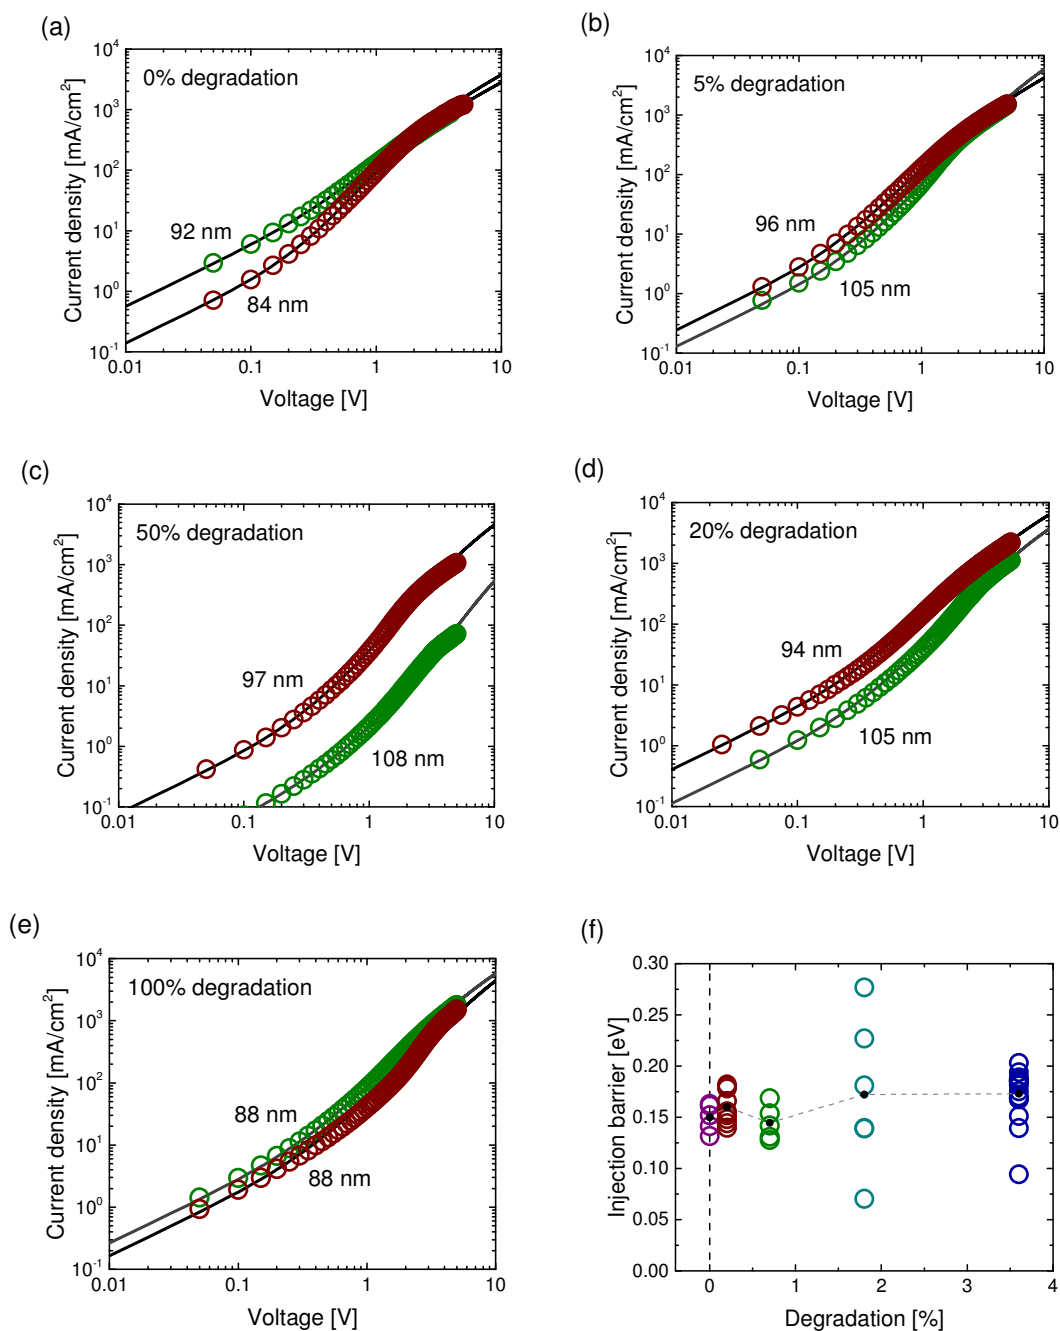 (a)
10⁴
10³
10²
10¹
10⁰
10⁻¹
0.01
0.1
1
10
Current density [mA/cm²]
Voltage [V]
0% degradation
92 nm
84 nm
(b)
10⁴
10³
10²
10¹
10⁰
10⁻¹
0.01
0.1
1
10
Current density [mA/cm²]
Voltage [V]
5% degradation
96 nm
105 nm
(c)
10⁴
10³
10²
10¹
10⁰
10⁻¹
0.01
0.1
1
10
Current density [mA/cm²]
Voltage [V]
50% degradation
97 nm
108 nm
(d)
10⁴
10³
10²
10¹
10⁰
10⁻¹
0.01
0.1
1
10
Current density [mA/cm²]
Voltage [V]
20% degradation
94 nm
105 nm
(e)
10⁴
10³
10²
10¹
10⁰
10⁻¹
0.01
0.1
1
10
Current density [mA/cm²]
Voltage [V]
100% degradation
88 nm
88 nm
(f)
0.30
0.25
0.20
0.15
0.10
0.05
0.00
0
1
2
3
4
Injection barrier [eV]
Degradation [%]